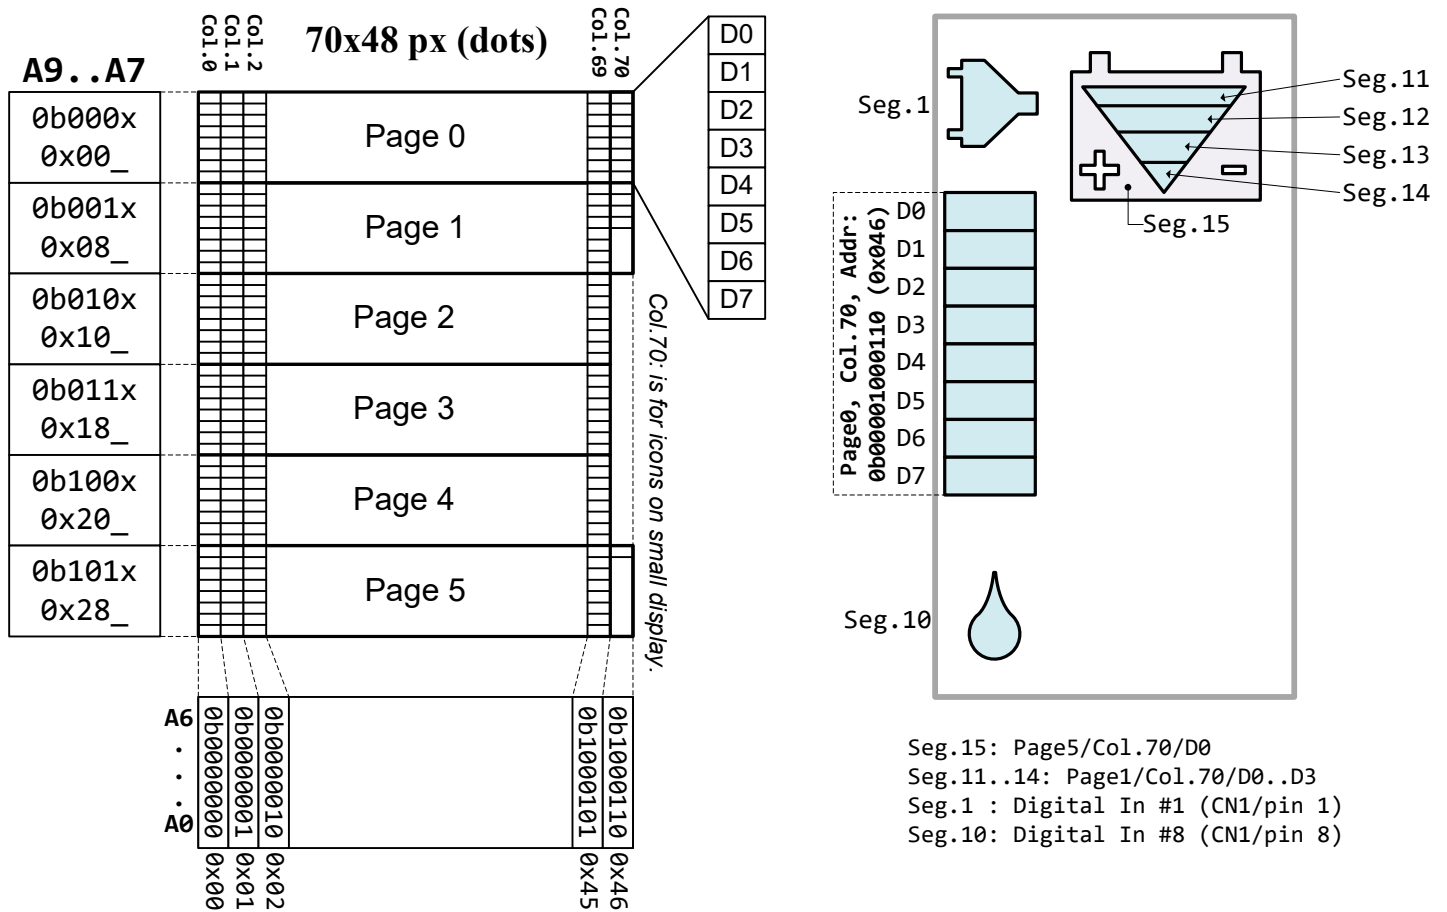 Col.0
Col.1
Col.2
70x48 px (dots)
Col.69
Col.70
A9..A7
0b000x
0x00_
0b001x
0x08_
0b010x
0x10_
0b011x
0x18_
0b100x
0x20_
0b101x
0x28_
Page 0
Page 1
Page 2
Page 3
Page 4
Page 5
D0
D1
D2
D3
D4
D5
D6
D7
Col.70: is for icons on small display.
A6
.
.
.
A0
0b0000000
0b0000001
0b0000010
0b1000101
0b1000110
0x00
0x01
0x02
0x45
0x46
Seg.1
Seg.11
Seg.12
Seg.13
Seg.14
Seg.15
Page0, Col.70, Addr:
0b0001000110 (0x046)
D0
D1
D2
D3
D4
D5
D6
D7
Seg.10
Seg.15: Page5/Col.70/D0
Seg.11..14: Page1/Col.70/D0..D3
Seg.1 : Digital In #1 (CN1/pin 1)
Seg.10: Digital In #8 (CN1/pin 8)